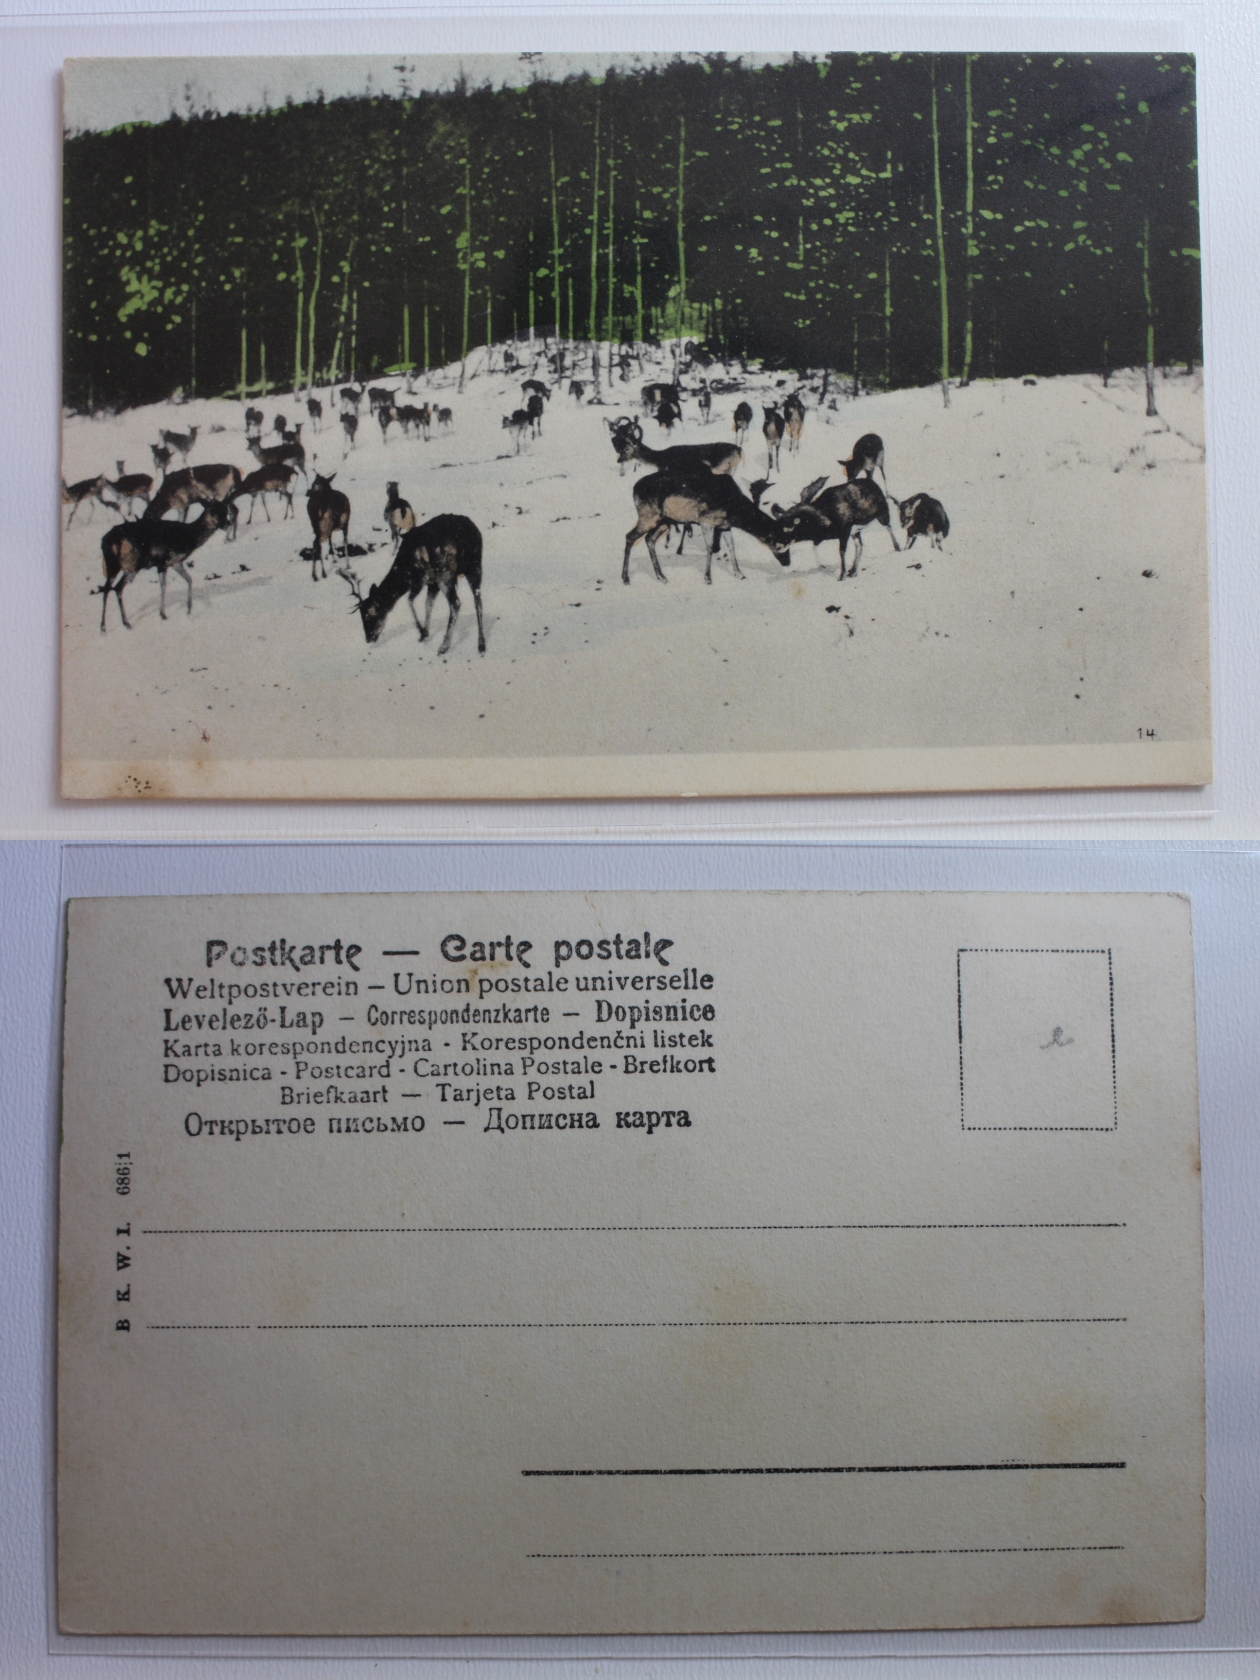 14
Postkarte — Carte postale
Weltpostverein — Union postale universelle
Levelező-Lap — Correspondenzkarte — Dopisnice
Karta korespondencyjna - Korespondenčni listek
Dopisnica - Postcard - Cartolina Postale - Brefkort
Briefkaart — Tarjeta Postal
Открытое письмо — Дописна карта
B K. W. I. 686|1